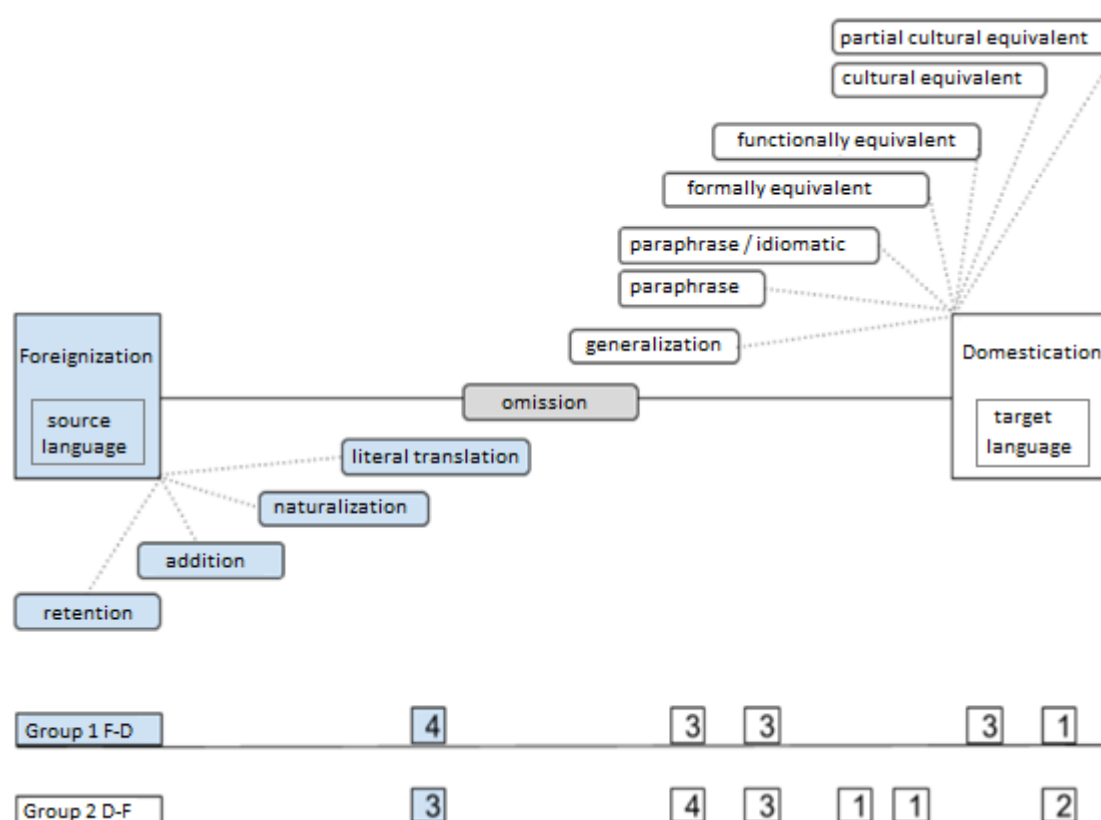 partial cultural equivalent
cultural equivalent
functionally equivalent
formally equivalent
paraphrase / idiomatic
paraphrase
generalization
Foreignization
source
language
omission
Domestication
target
language
literal translation
naturalization
addition
retention
Group 1 F-D 4 3 3 3 1
Group 2 D-F 3 4 3 1 1 2